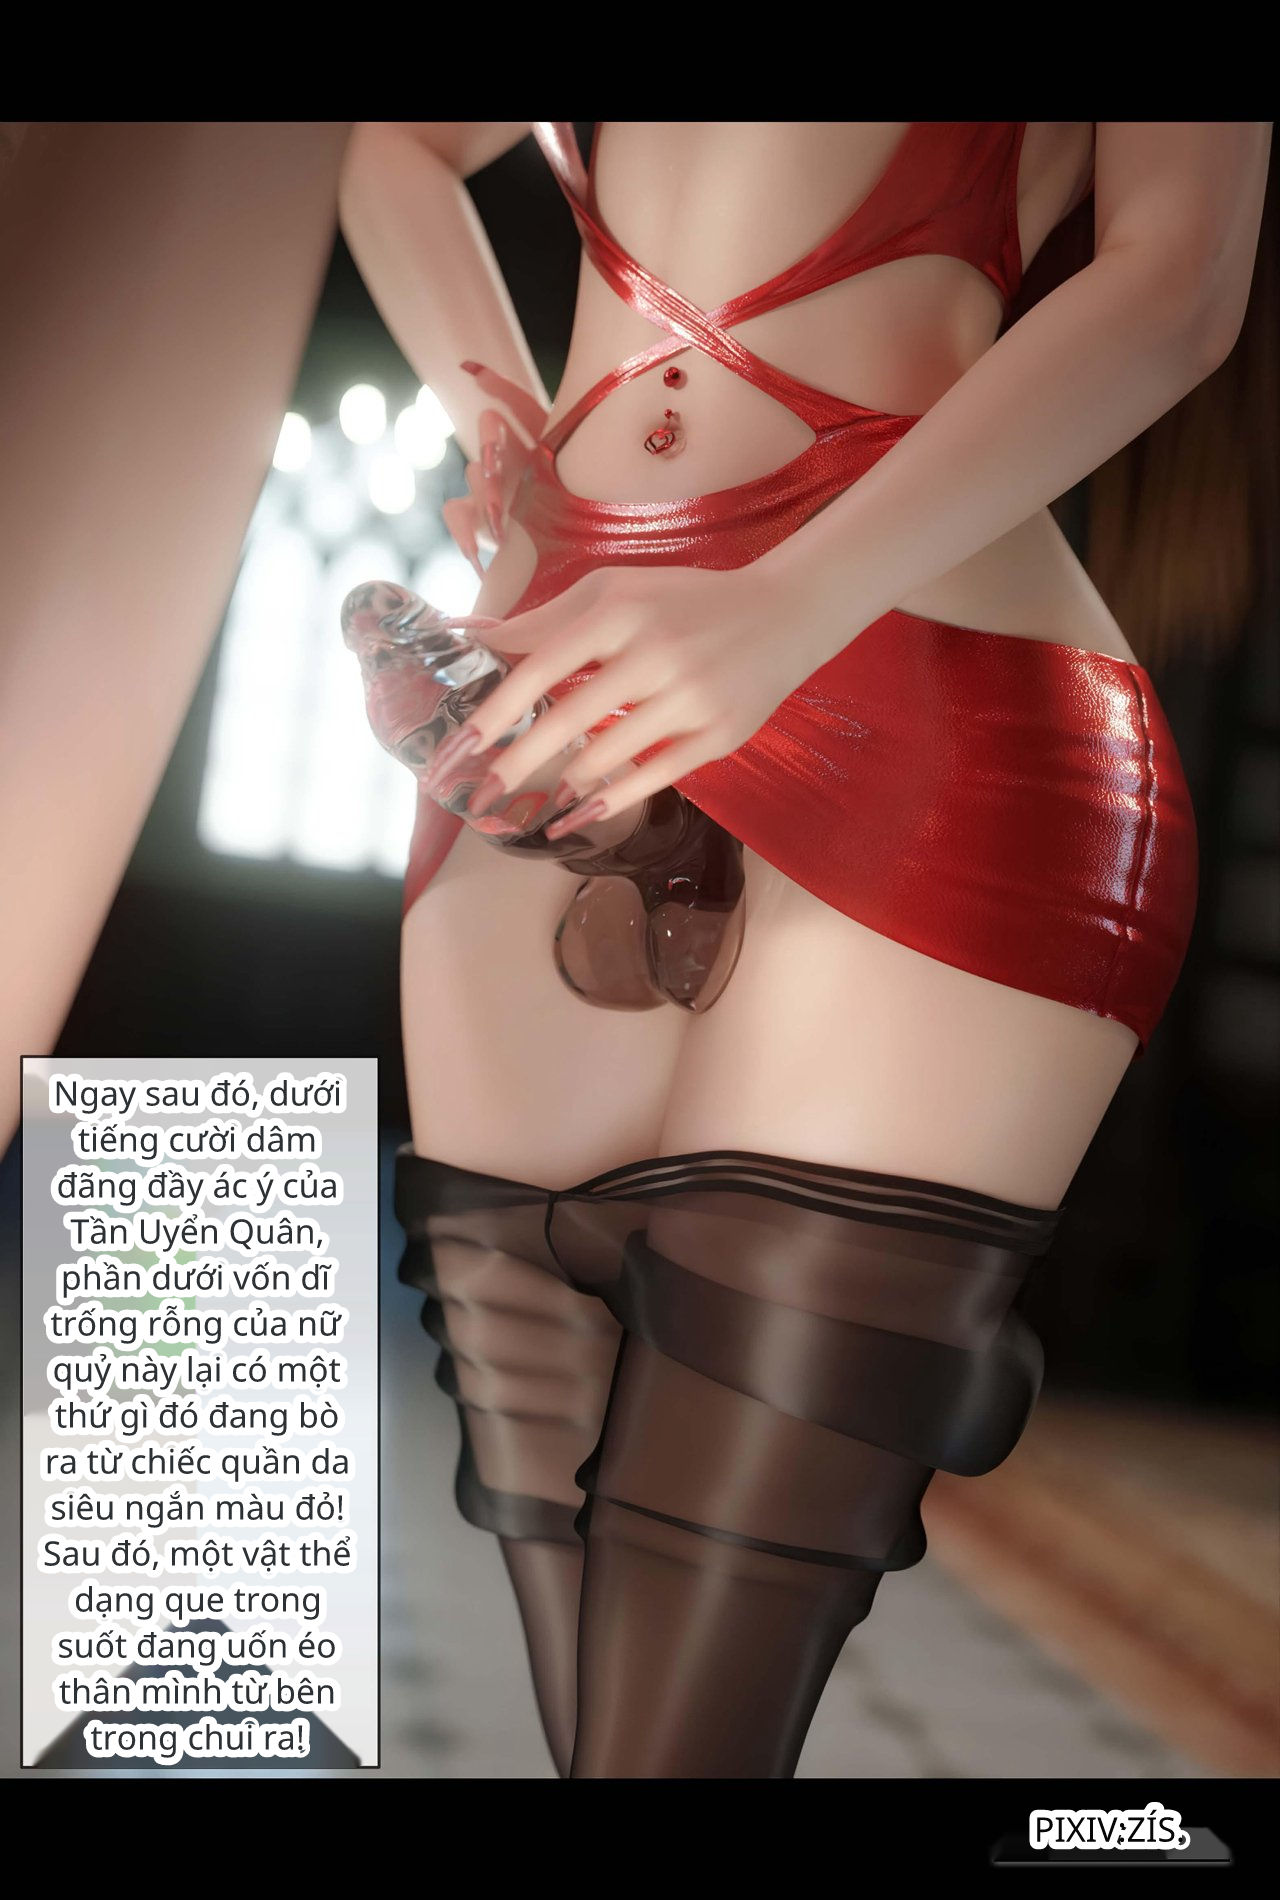 Ngay sau đó, dưới
tiếng cười dâm
đãng đầy ác ý của
Tần Uyển Quân,
phần dưới vốn dĩ
trống rỗng của nữ
quỷ này lại có một
thứ gì đó đang bò
ra từ chiếc quần da
siêu ngắn màu đỏ!
Sau đó, một vật thể
dạng que trong
suốt đang uốn éo
thân mình từ bên
trong chui ra!
PIXIV:ZÍS.